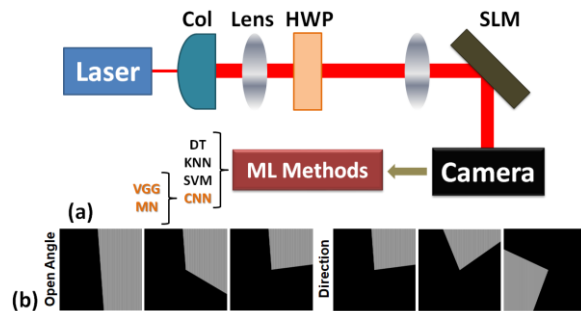 Col
Lens
HWP
SLM
Laser
DT
KNN
SVM
CNN
VGG
MN
ML Methods
Camera
(a)
(b)
Open Angle
Direction